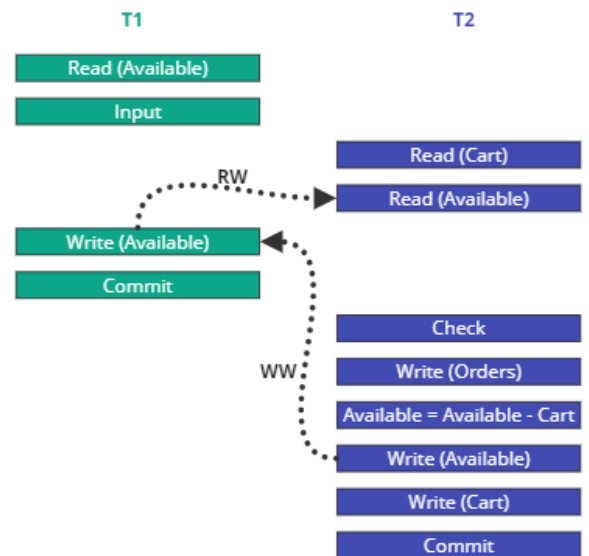 T1
T2
Read (Available)
Input
Read (Cart)
RW
Read (Available)
Write (Available)
Commit
Check
WW
Write (Orders)
Available = Available - Cart
Write (Available)
Write (Cart)
Commit